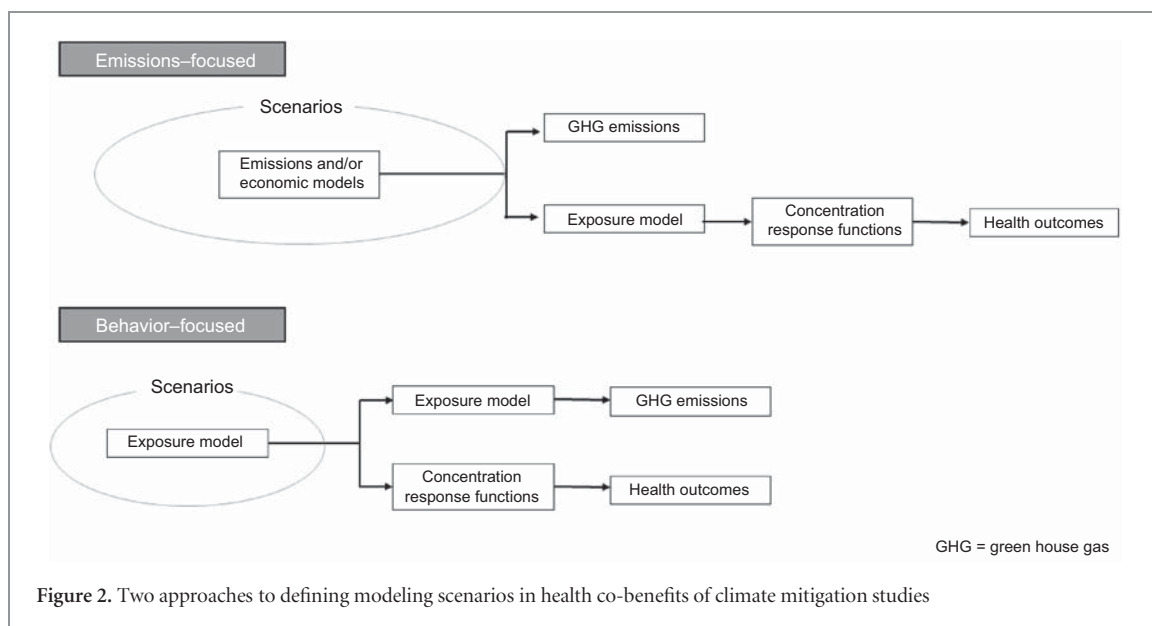 Emissions–focused
Scenarios
Emissions and/or
economic models
GHG emissions
Exposure model
Concentration
response functions
Health outcomes
Behavior–focused
Scenarios
Exposure model
Exposure model
GHG emissions
Concentration
response functions
Health outcomes
GHG = green house gas
Figure 2. Two approaches to defining modeling scenarios in health co-benefits of climate mitigation studies